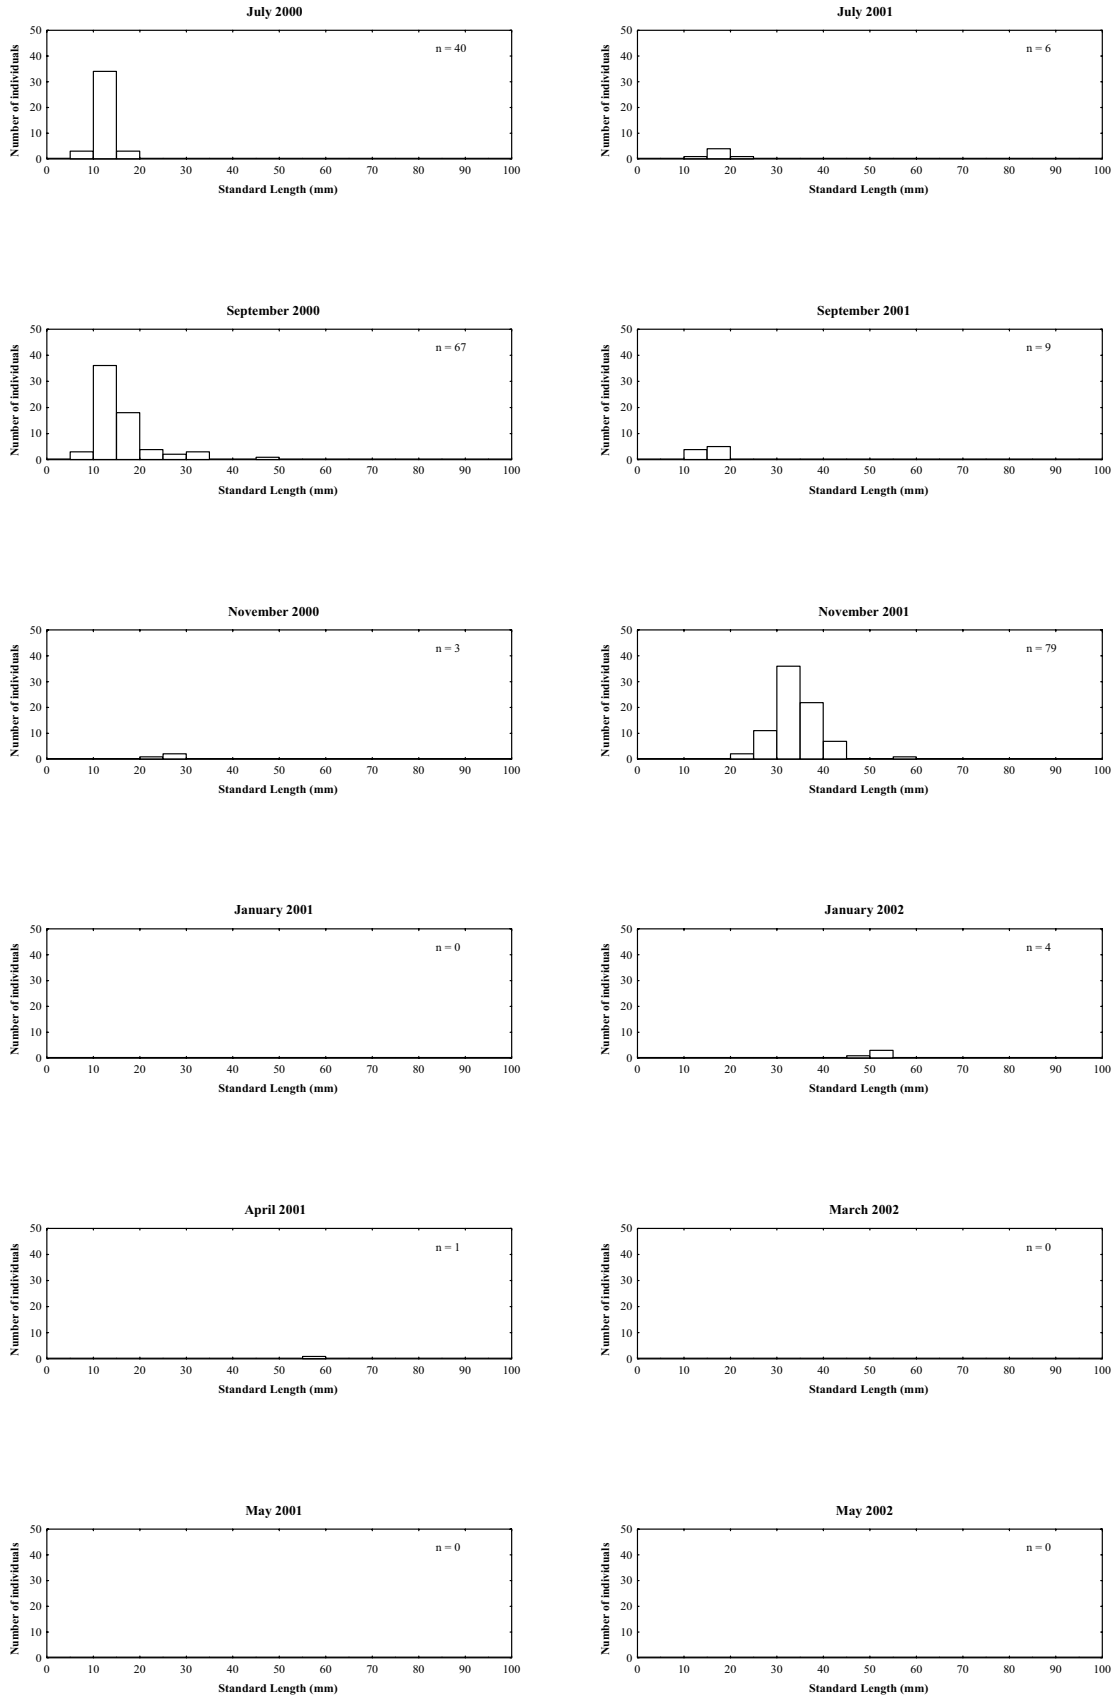 July 2000
n = 40
Number of individuals
50
40
30
20
10
0
0 10 20 30 40 50 60 70 80 90 100
Standard Length (mm)
July 2001
n = 6
Number of individuals
50
40
30
20
10
0
0 10 20 30 40 50 60 70 80 90 100
Standard Length (mm)
September 2000
n = 67
Number of individuals
50
40
30
20
10
0
0 10 20 30 40 50 60 70 80 90 100
Standard Length (mm)
September 2001
n = 9
Number of individuals
50
40
30
20
10
0
0 10 20 30 40 50 60 70 80 90 100
Standard Length (mm)
November 2000
n = 3
Number of individuals
50
40
30
20
10
0
0 10 20 30 40 50 60 70 80 90 100
Standard Length (mm)
November 2001
n = 79
Number of individuals
50
40
30
20
10
0
0 10 20 30 40 50 60 70 80 90 100
Standard Length (mm)
January 2001
n = 0
Number of individuals
50
40
30
20
10
0
0 10 20 30 40 50 60 70 80 90 100
Standard Length (mm)
January 2002
n = 4
Number of individuals
50
40
30
20
10
0
0 10 20 30 40 50 60 70 80 90 100
Standard Length (mm)
April 2001
n = 1
Number of individuals
50
40
30
20
10
0
0 10 20 30 40 50 60 70 80 90 100
Standard Length (mm)
March 2002
n = 0
Number of individuals
50
40
30
20
10
0
0 10 20 30 40 50 60 70 80 90 100
Standard Length (mm)
May 2001
n = 0
Number of individuals
50
40
30
20
10
0
0 10 20 30 40 50 60 70 80 90 100
Standard Length (mm)
May 2002
n = 0
Number of individuals
50
40
30
20
10
0
0 10 20 30 40 50 60 70 80 90 100
Standard Length (mm)